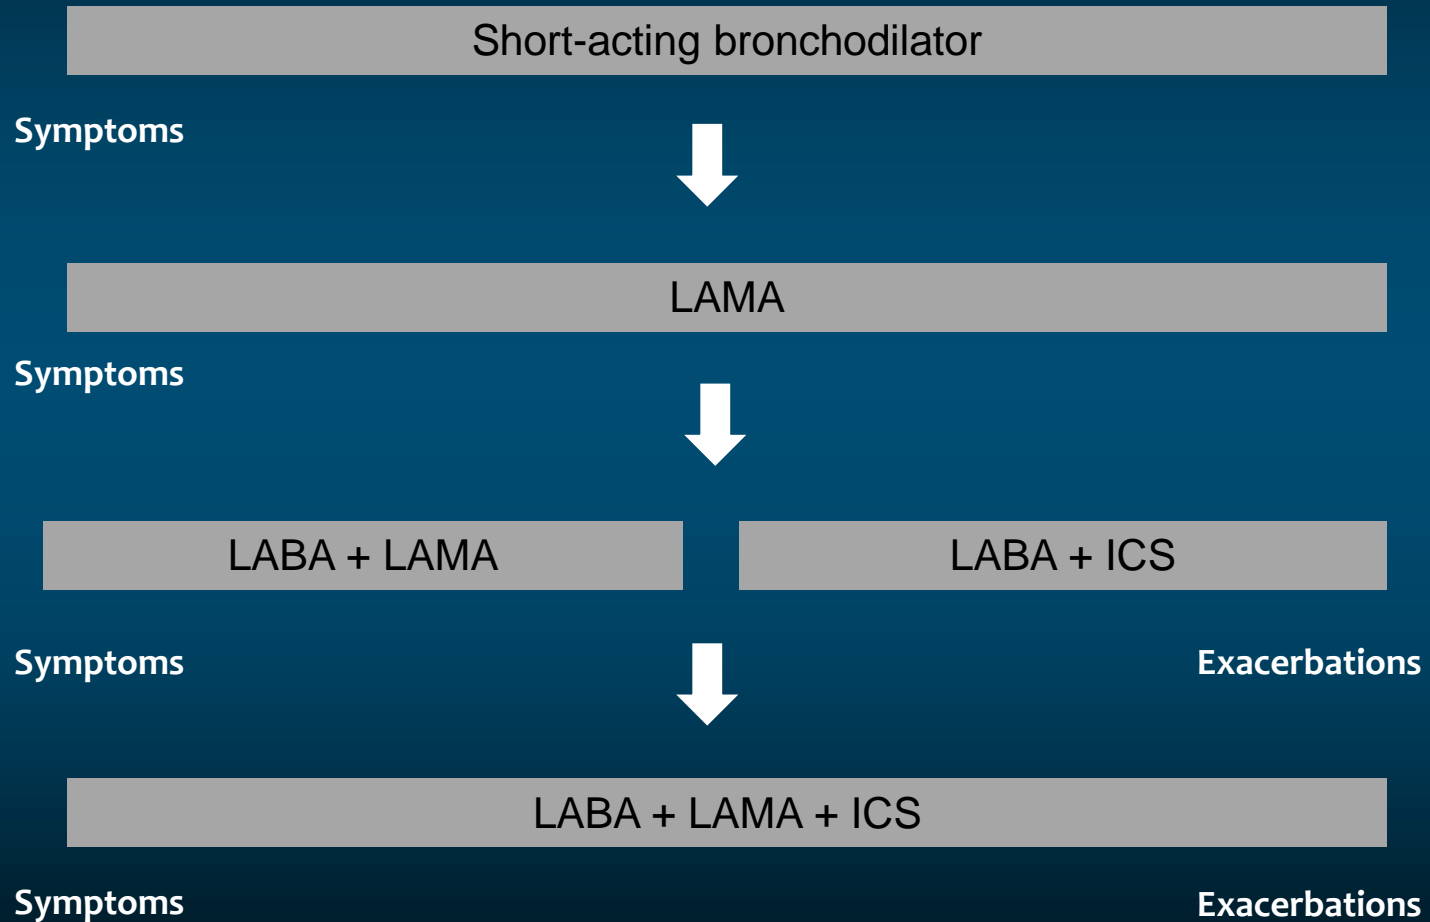 Short-acting bronchodilator
Symptoms
LAMA
Symptoms
LABA + LAMA
LABA + ICS
Symptoms
Exacerbations
LABA + LAMA + ICS
Symptoms
Exacerbations